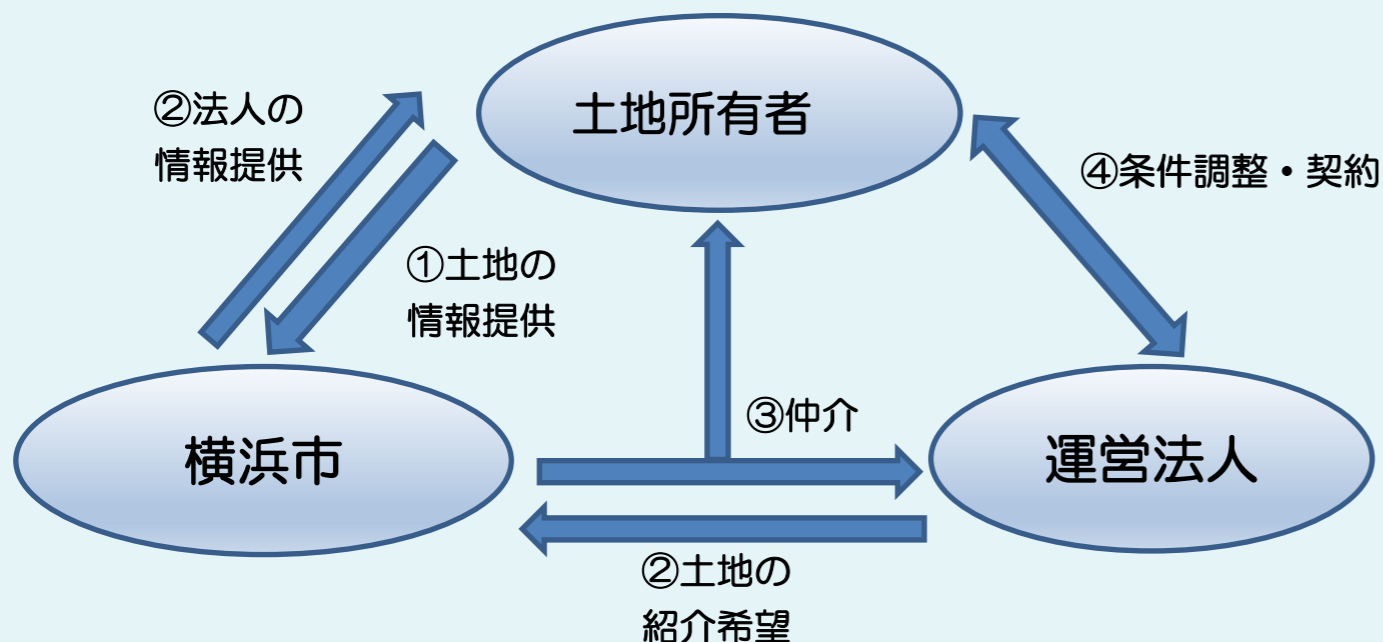 土地所有者
②法人の
情報提供
④条件調整・契約
①土地の
情報提供
③仲介
横浜市
運営法人
②土地の
紹介希望